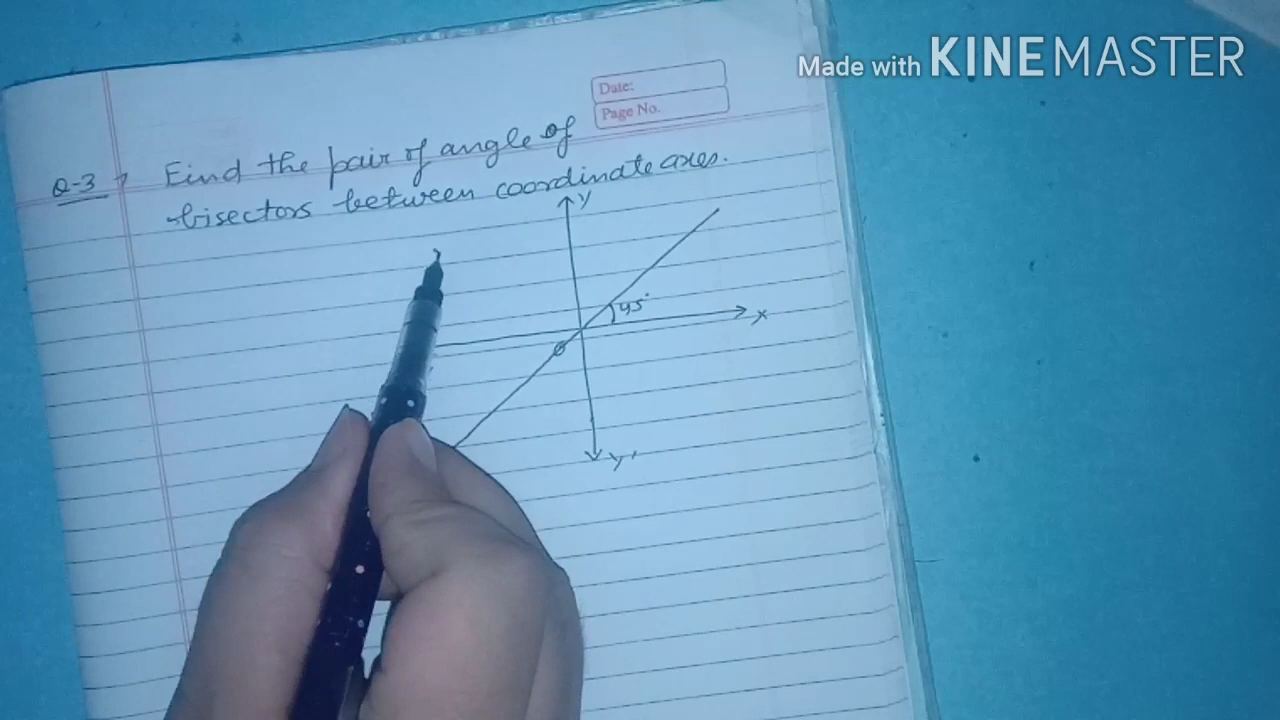 Made with KINEMASTER
Date:
Page No.
Q-3 Find the pair of angle of
bisectors between coordinate axes.
y
45°
x
y'